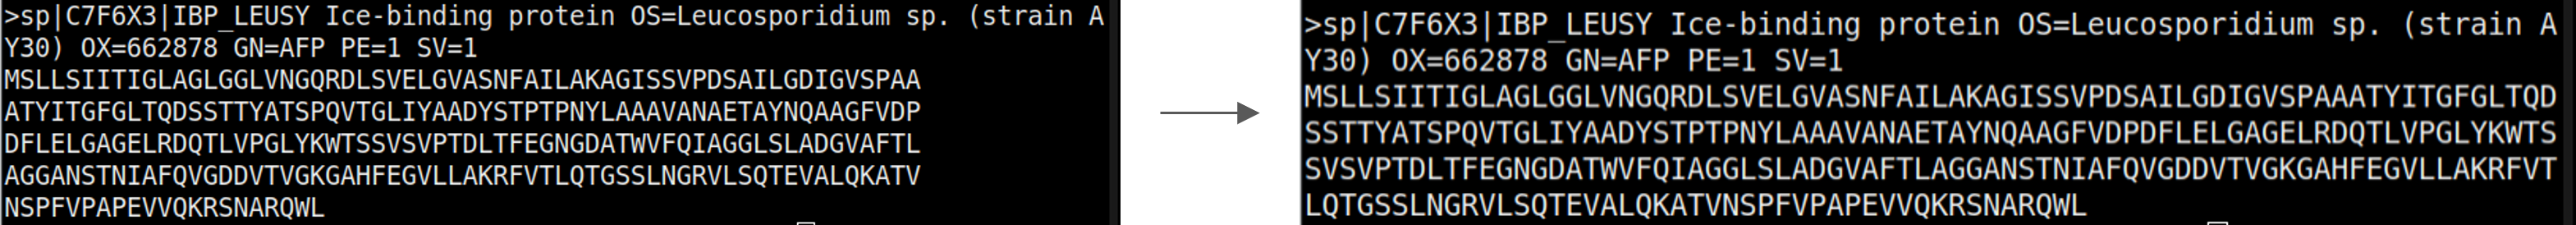 >sp|C7F6X3|IBP_LEUSY Ice-binding protein OS=Leucosporidium sp. (strain A
Y30) OX=662878 GN=AFP PE=1 SV=1
MSLLSIITIGLAGLGGLVNGQRDLSVELGVASNFAILAKAGISSVPDSAILGDIGVSPAA
ATYITGFGLTQDSSTTYATSPQVTGLIYAADYSTPTPNYLAAAVANAETAYNQAAGFVDP
DFLELGAGELRDQTLVPGLYKWTSSVSVPTDLTFEGNGDATWVFQIAGGLSLADGVAFTL
AGGANSTNIAFQVGDDVTVGKGAHFEGVLLAKRFVTLQTGSSLNGRVLSQTEVALQKATV
NSPFVPAPEVVQKRSNARQWL
>sp|C7F6X3|IBP_LEUSY Ice-binding protein OS=Leucosporidium sp. (strain A
Y30) OX=662878 GN=AFP PE=1 SV=1
MSLLSIITIGLAGLGGLVNGQRDLSVELGVASNFAILAKAGISSVPDSAILGDIGVSPAAATYITGFGLTQD
SSTTYATSPQVTGLIYAADYSTPTPNYLAAAVANAETAYNQAAGFVDPDFLELGAGELRDQTLVPGLYKWTS
SVSVPTDLTFEGNGDATWVFQIAGGLSLADGVAFTLAGGANSTNIAFQVGDDVTVGKGAHFEGVLLAKRFVT
LQTGSSLNGRVLSQTEVALQKATVNSPFVPAPEVVQKRSNARQWL